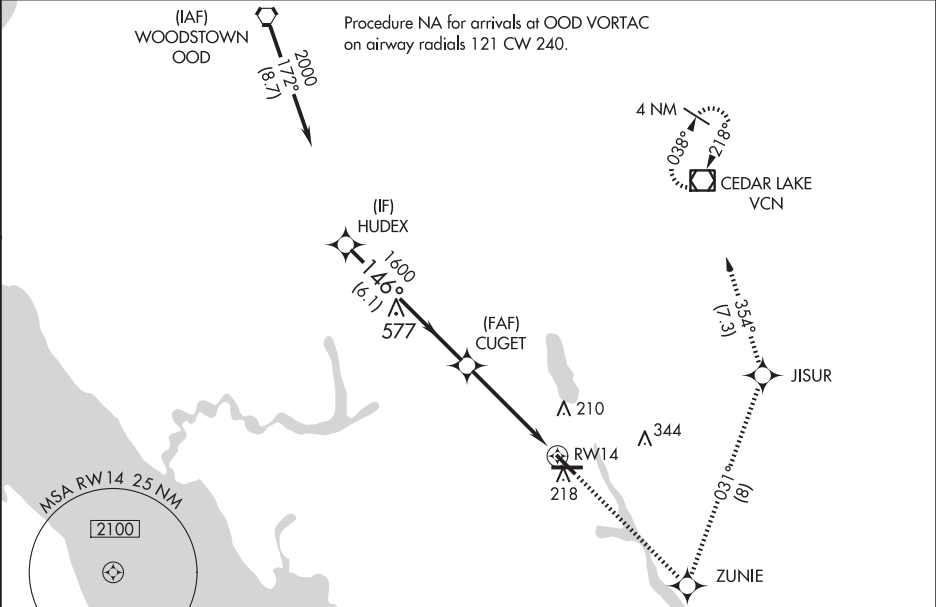 (IAF)
WOODSTOWN
OOD
Procedure NA for arrivals at OOD VORTAC
on airway radials 121 CW 240.
2000
172°
(8.7)
4 NM
038°
218°
CEDAR LAKE
VCN
(IF)
HUDEX
1600
146°
(6.1)
577
(FAF)
CUGET
354°
(7.3)
JISUR
210
344
RW14
218
031°
(8)
ZUNIE
MSA RW14 25 NM
2100